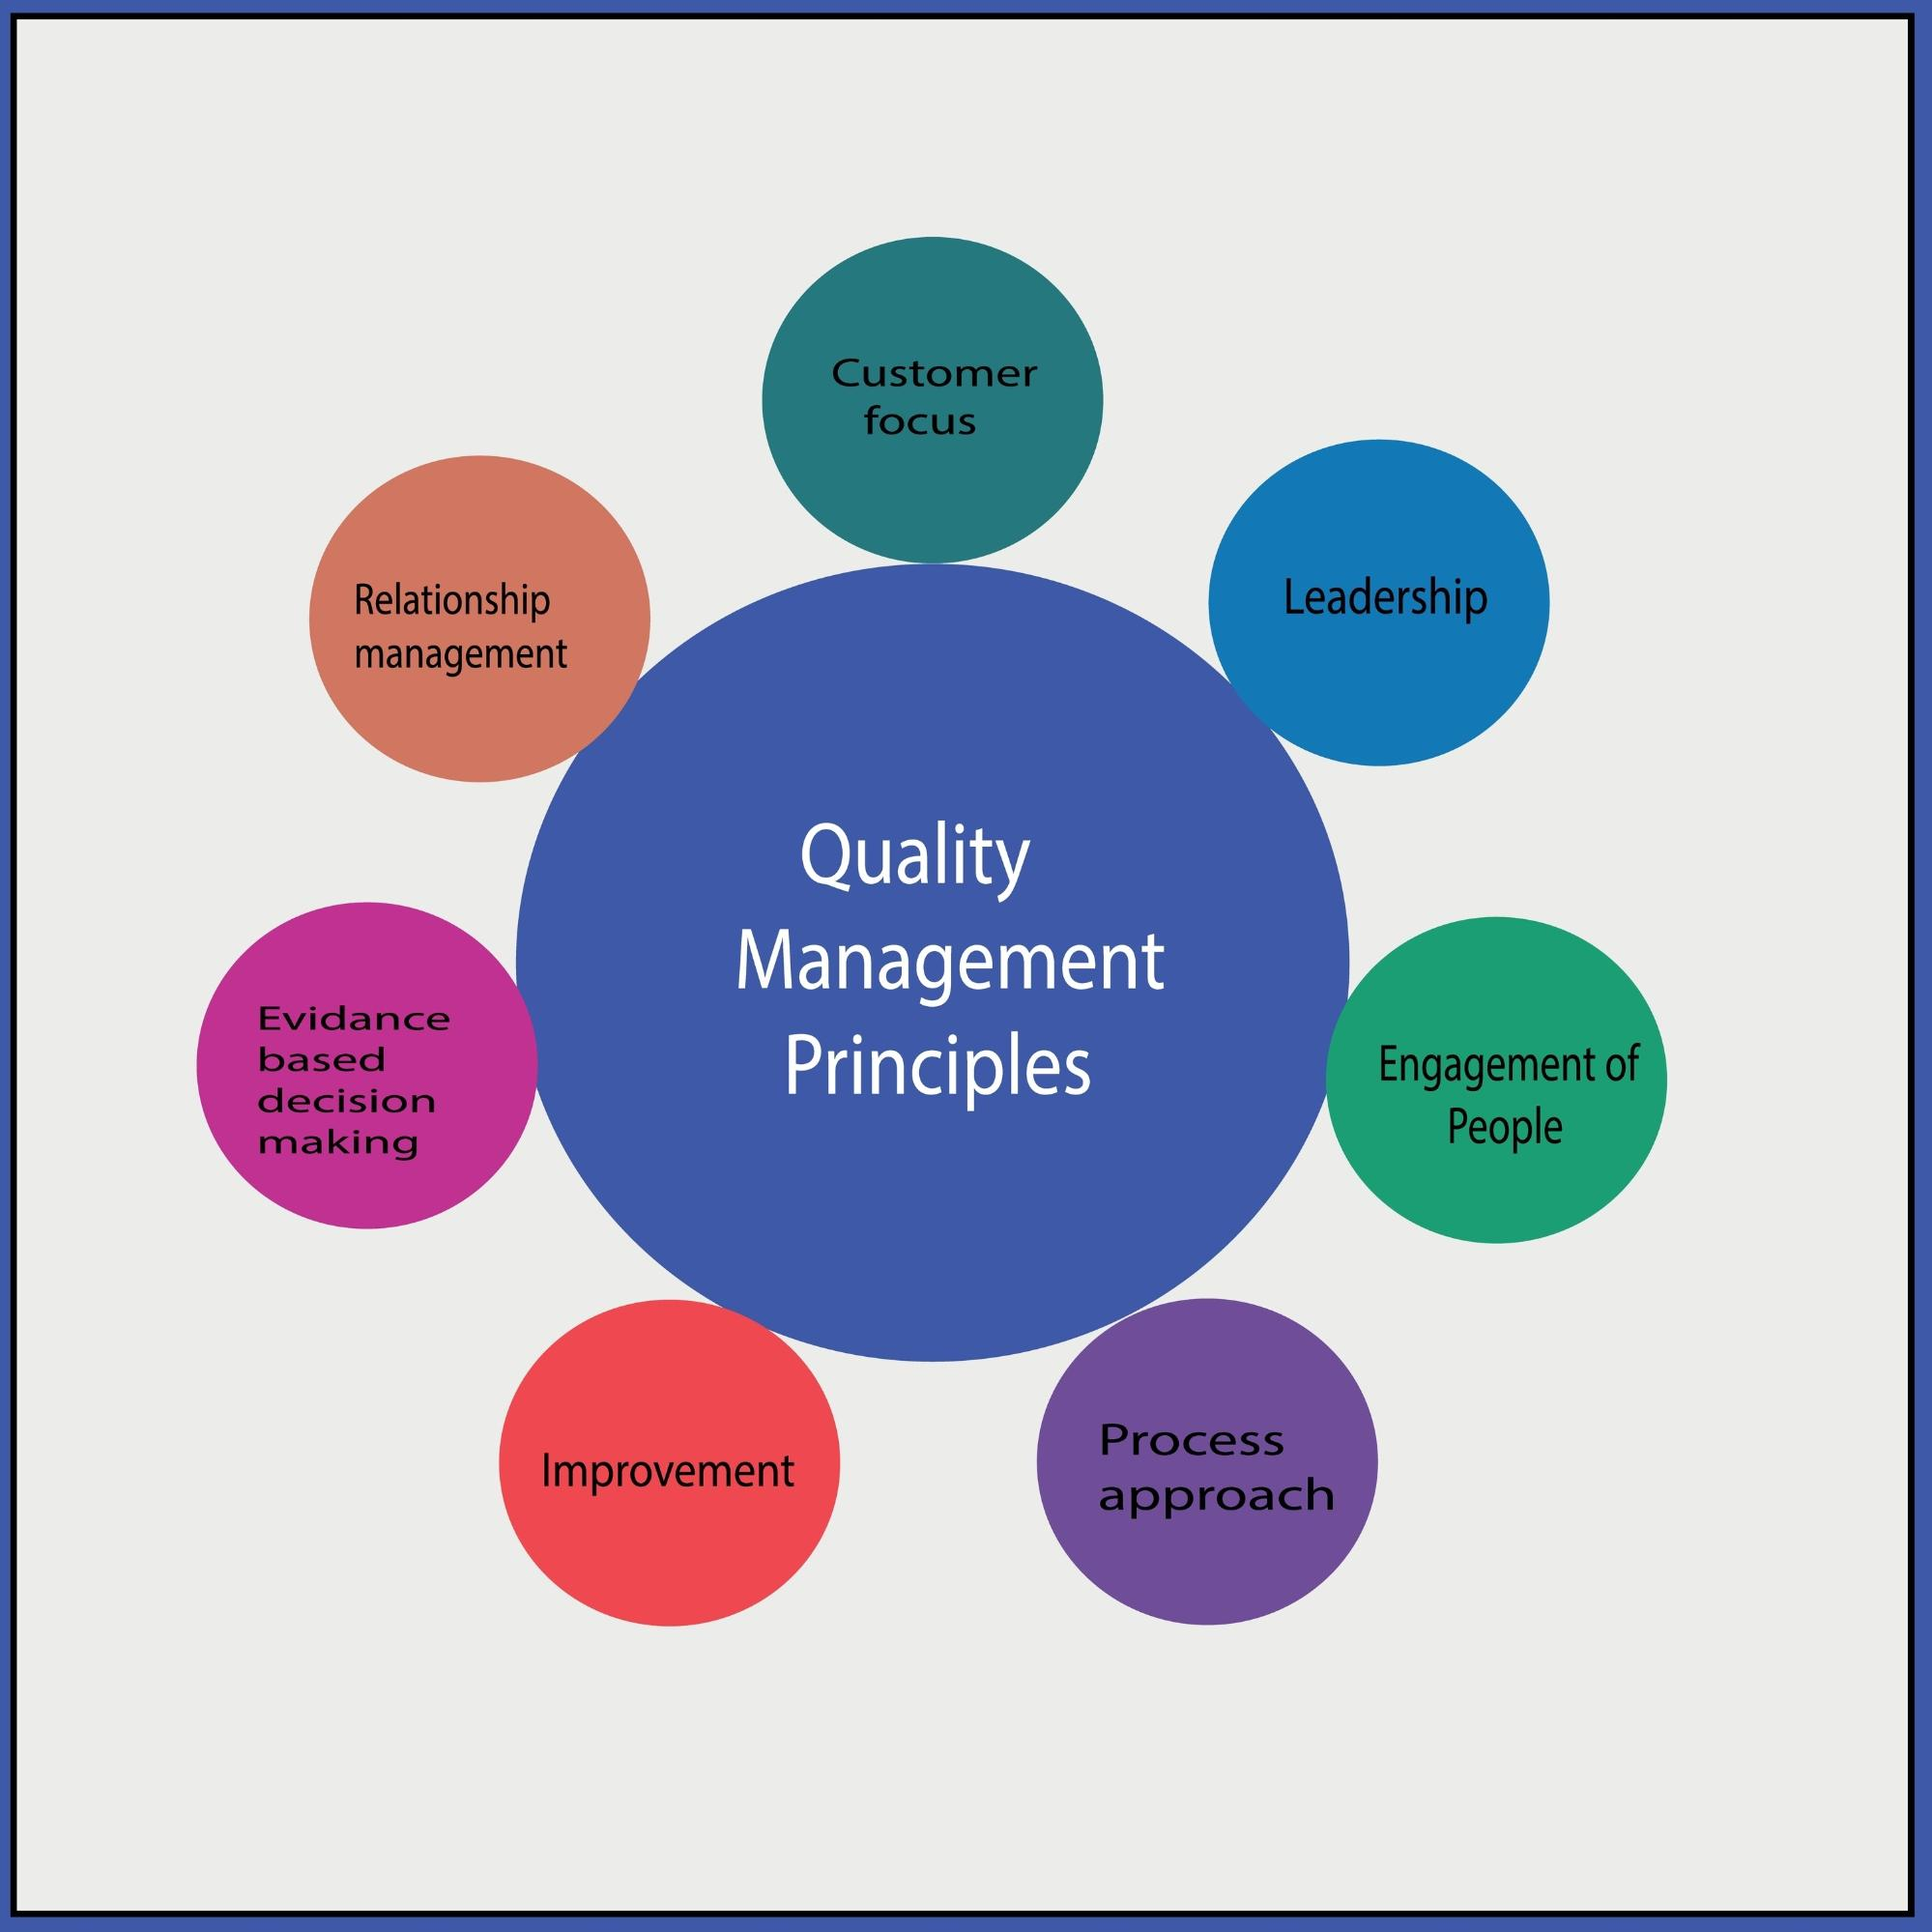 Customer
focus
Leadership
Relationship
management
Quality
Management
Principles
Engagement of
People
Evidance
based
decision
making
Process
approach
Improvement